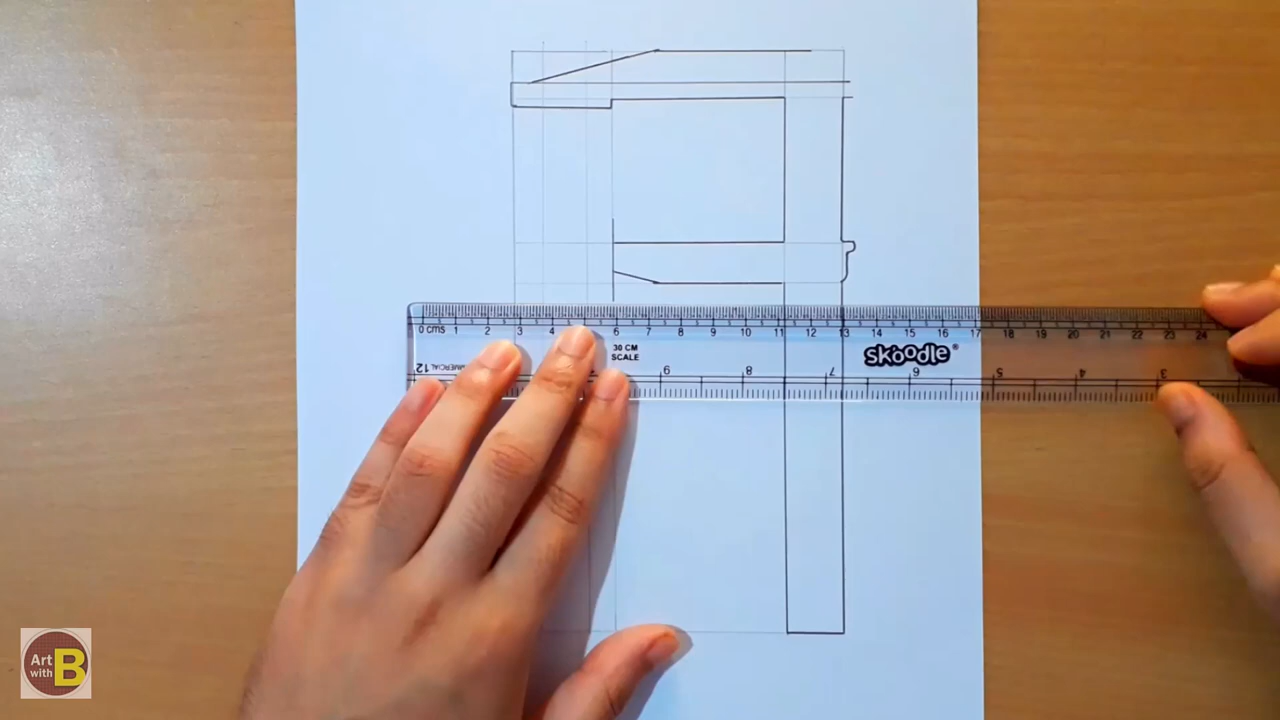 0 cms 1 2 3 4 5 6 7 8 9 10 11 12 13 14 15 16 17 18 19 20 21 22 23 24
30 CM
SCALE
skoodle®
12 9 8 7 6 5 4 3
Art
with B